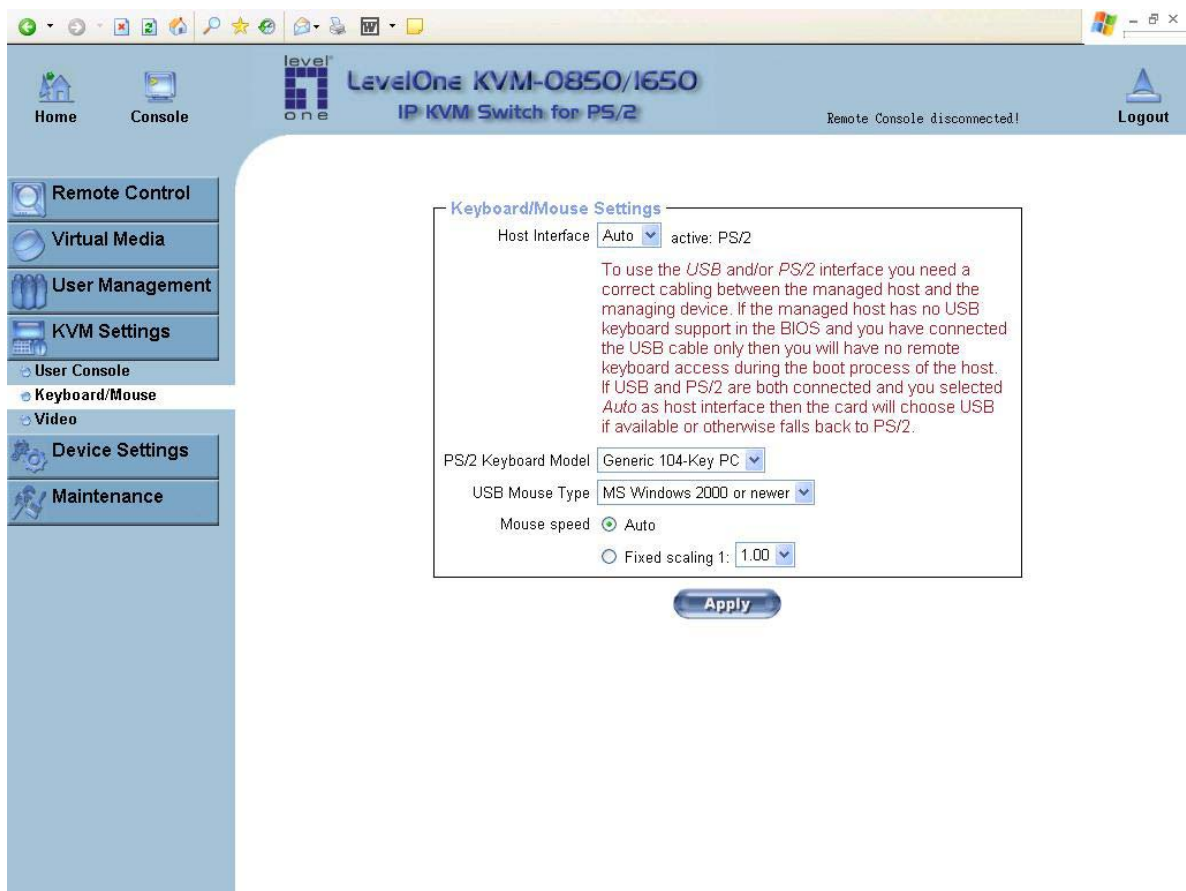 level
one
LevelOne KVM-0850/1650
IP KVM Switch for PS/2
Home
Console
Remote Console disconnected!
Logout
Remote Control
Virtual Media
User Management
KVM Settings
User Console
Keyboard/Mouse
Video
Device Settings
Maintenance
Keyboard/Mouse Settings
Host Interface Auto active: PS/2
To use the USB and/or PS/2 interface you need a
correct cabling between the managed host and the
managing device. If the managed host has no USB
keyboard support in the BIOS and you have connected
the USB cable only then you will have no remote
keyboard access during the boot process of the host.
If USB and PS/2 are both connected and you selected
Auto as host interface then the card will choose USB
if available or otherwise falls back to PS/2.
PS/2 Keyboard Model Generic 104-Key PC
USB Mouse Type MS Windows 2000 or newer
Mouse speed Auto
Fixed scaling 1: 1.00
Apply